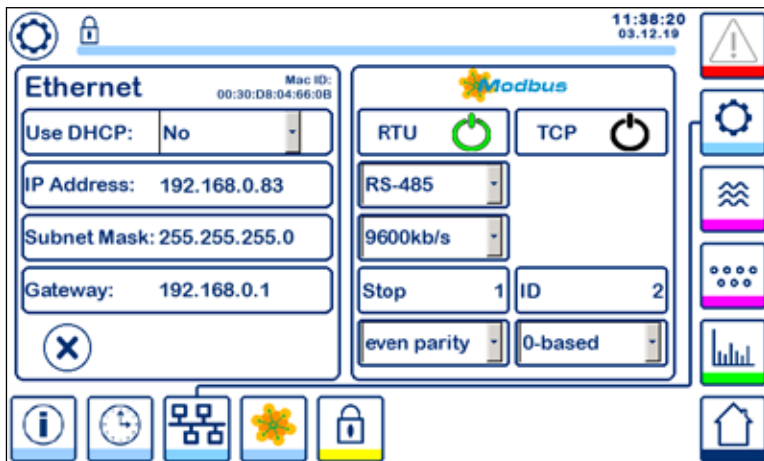 11:38:20
03.12.19
Ethernet
Mac ID:
00:30:D8:04:66:0B
Use DHCP: No
IP Address: 192.168.0.83
Subnet Mask: 255.255.255.0
Gateway: 192.168.0.1
Modbus
RTU TCP
RS-485
9600kb/s
Stop 1 ID 2
even parity 0-based